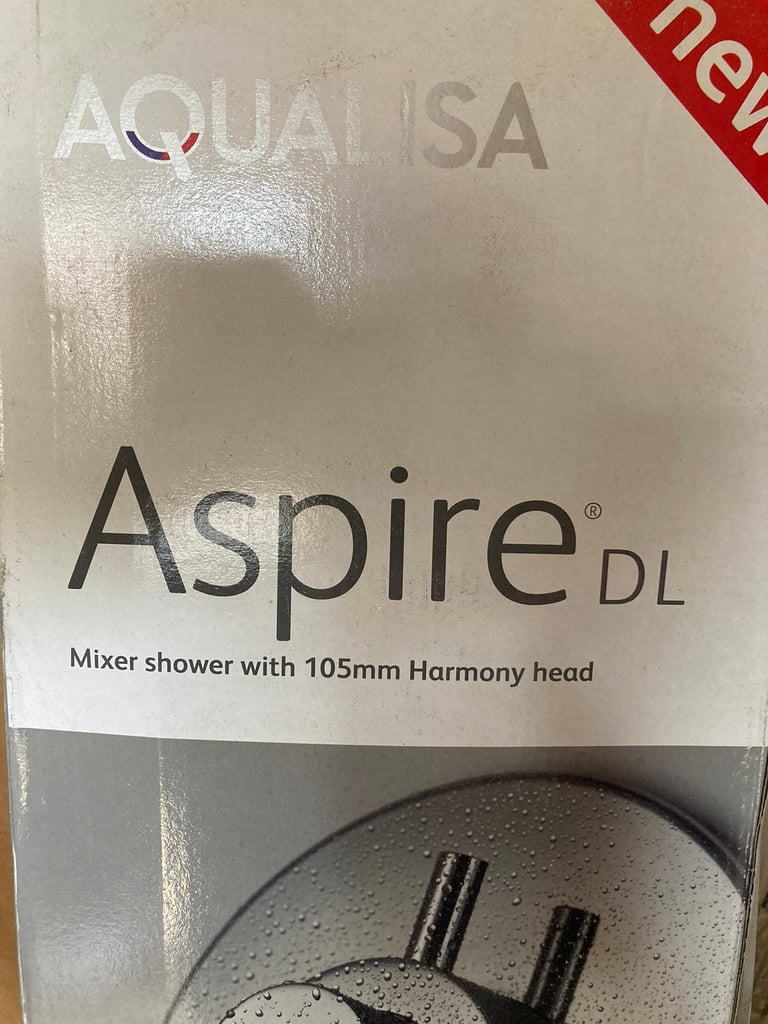 new
AQUALISA
Aspire® DL
Mixer shower with 105mm Harmony head